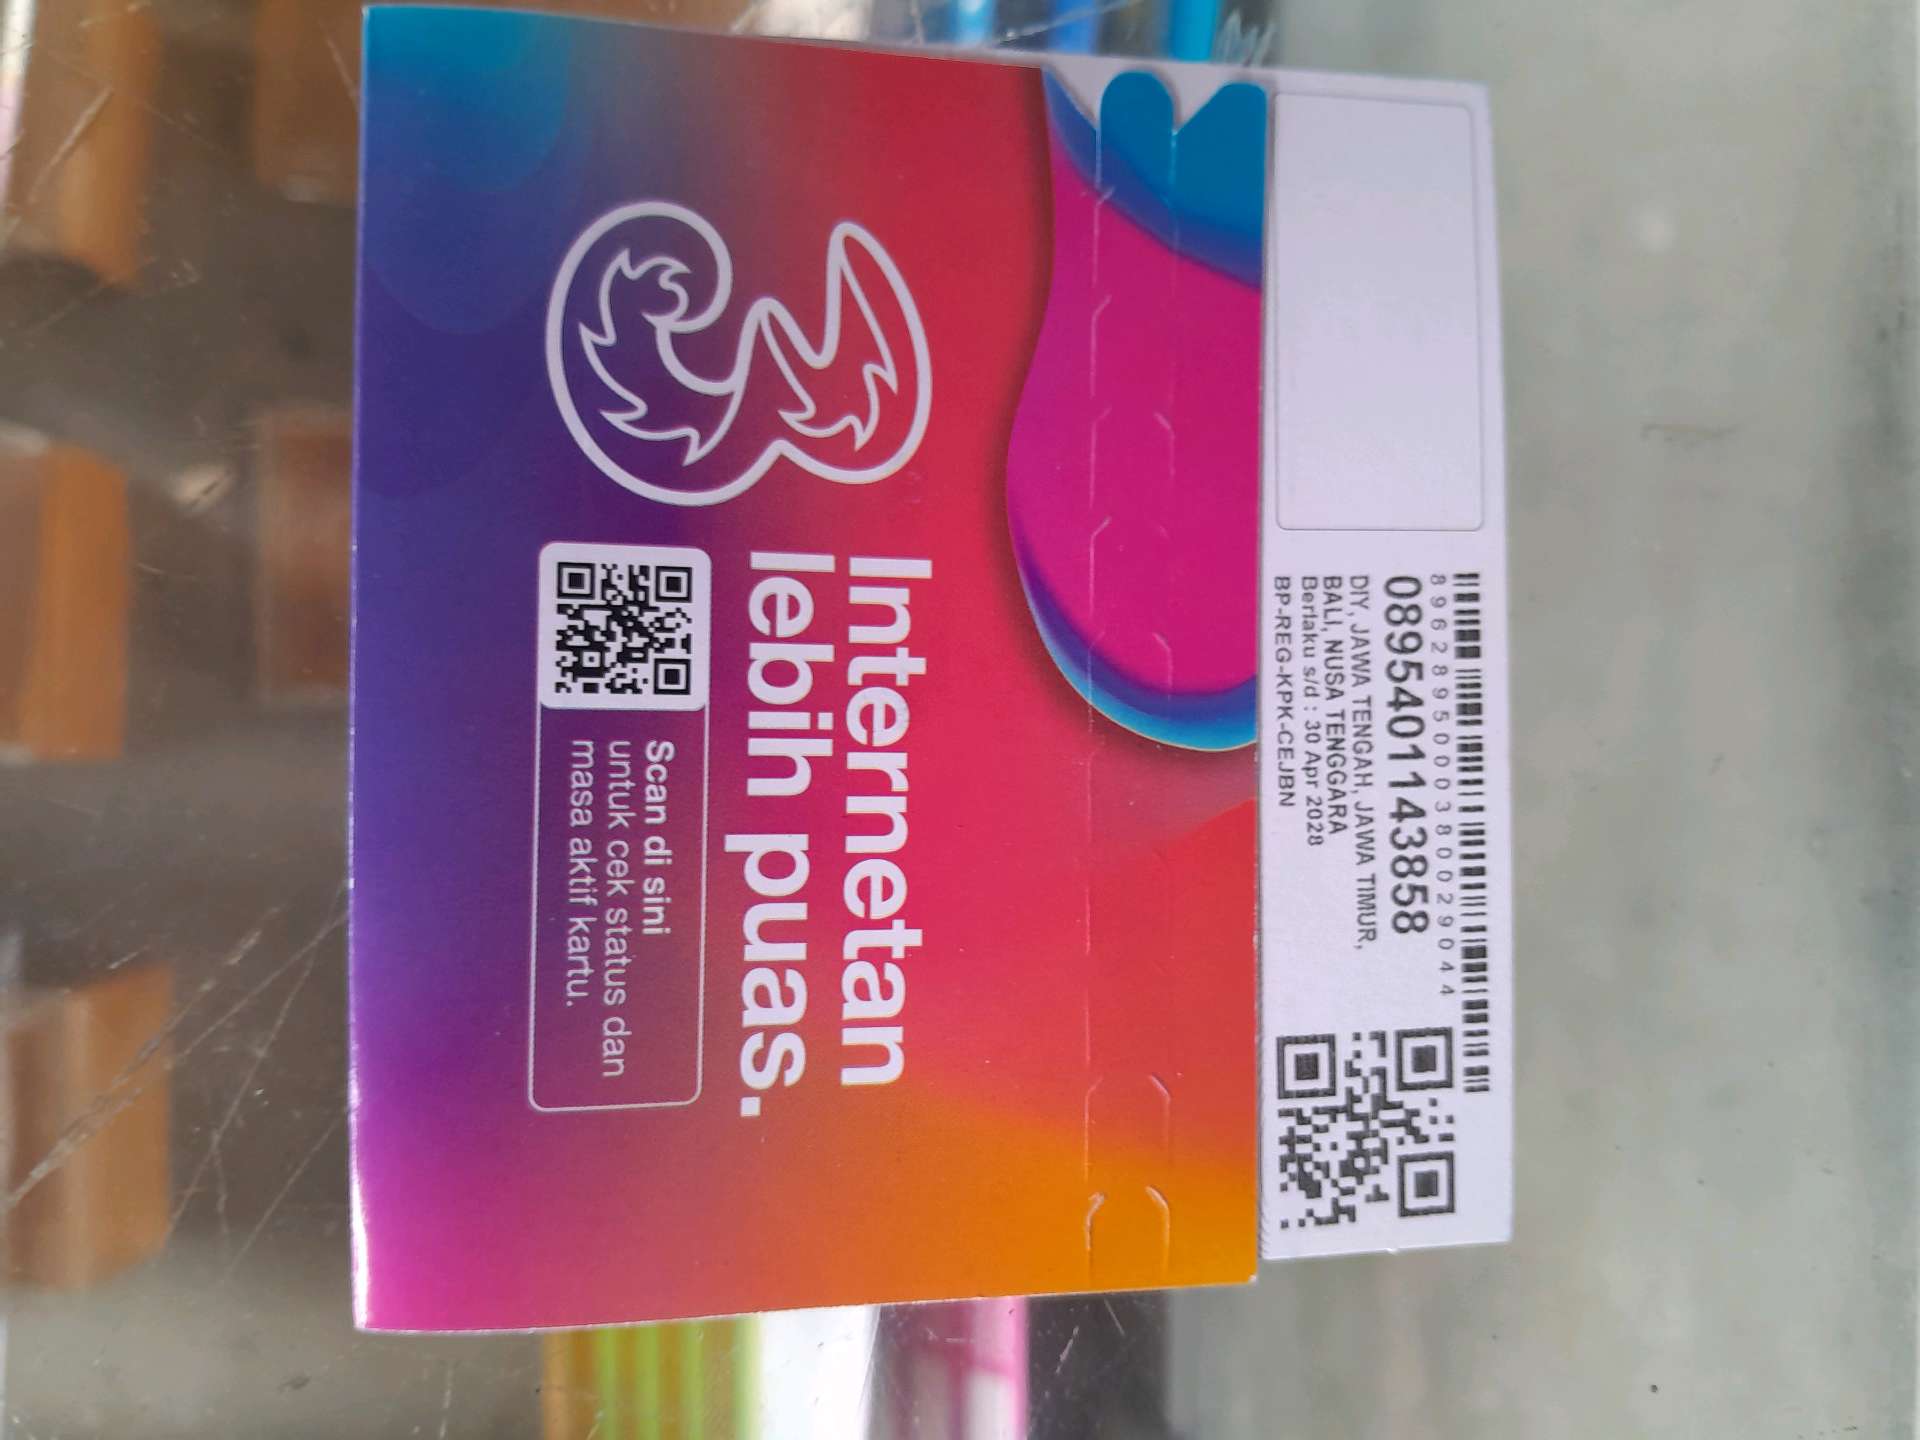 8962895000380029044
0895401143858
DIY, JAWA TENGAH, JAWA TIMUR,
BALI, NUSA TENGGARA
Berlaku s/d : 30 Apr 2028
BP-REG-KPK-CEJBN
Internetan
lebih puas.
Scan di sini
untuk cek status dan
masa aktif kartu.